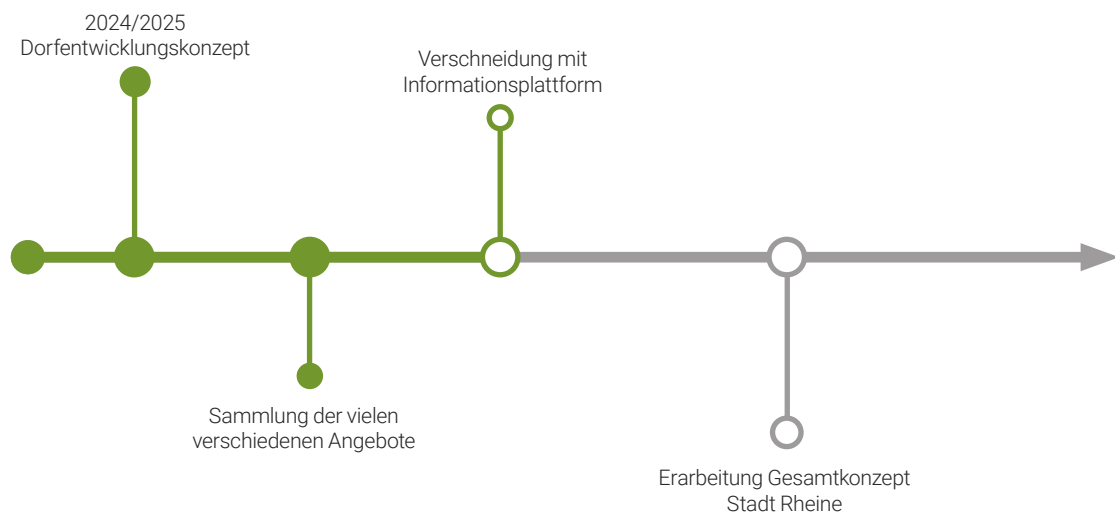 2024/2025
Dorfentwicklungskonzept
Verschneidung mit
Informationsplattform
Sammlung der vielen
verschiedenen Angebote
Erarbeitung Gesamtkonzept
Stadt Rheine